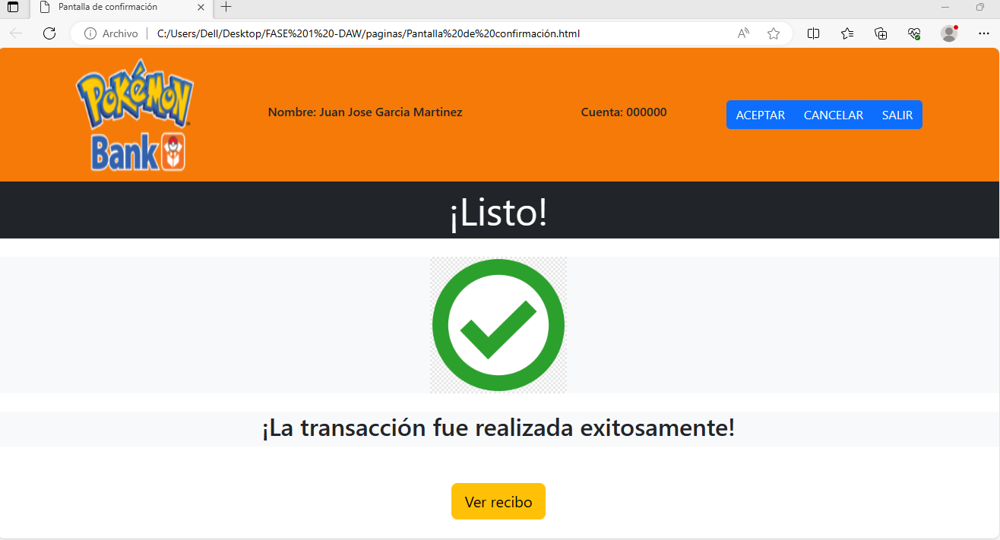 Pantalla de confirmación
Archivo C:/Users/Dell/Desktop/FASE%201%20-DAW/paginas/Pantalla%20de%20confirmación.html
POKéMON
Bank
Nombre: Juan Jose Garcia Martinez
Cuenta: 000000
ACEPTAR CANCELAR SALIR
¡Listo!
¡La transacción fue realizada exitosamente!
Ver recibo